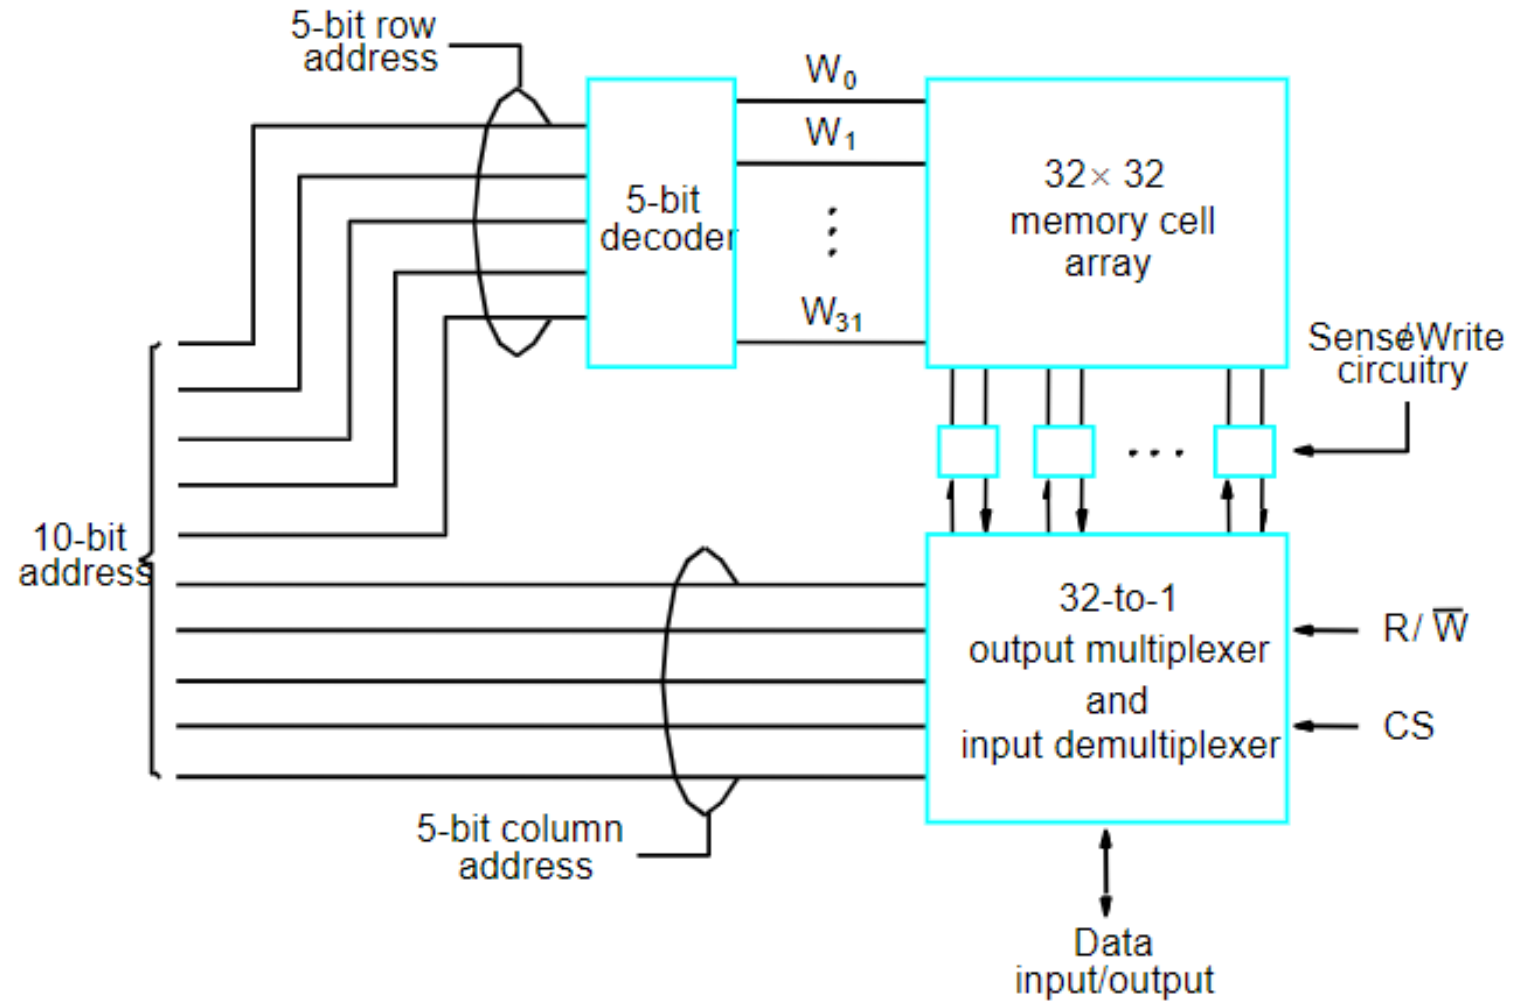 5-bit row
address
W0
W1
5-bit
decoder
32× 32
memory cell
array
W31
Sense/Write
circuitry
10-bit
address
32-to-1
output multiplexer
and
input demultiplexer
R/ W̅
CS
5-bit column
address
Data
input/output